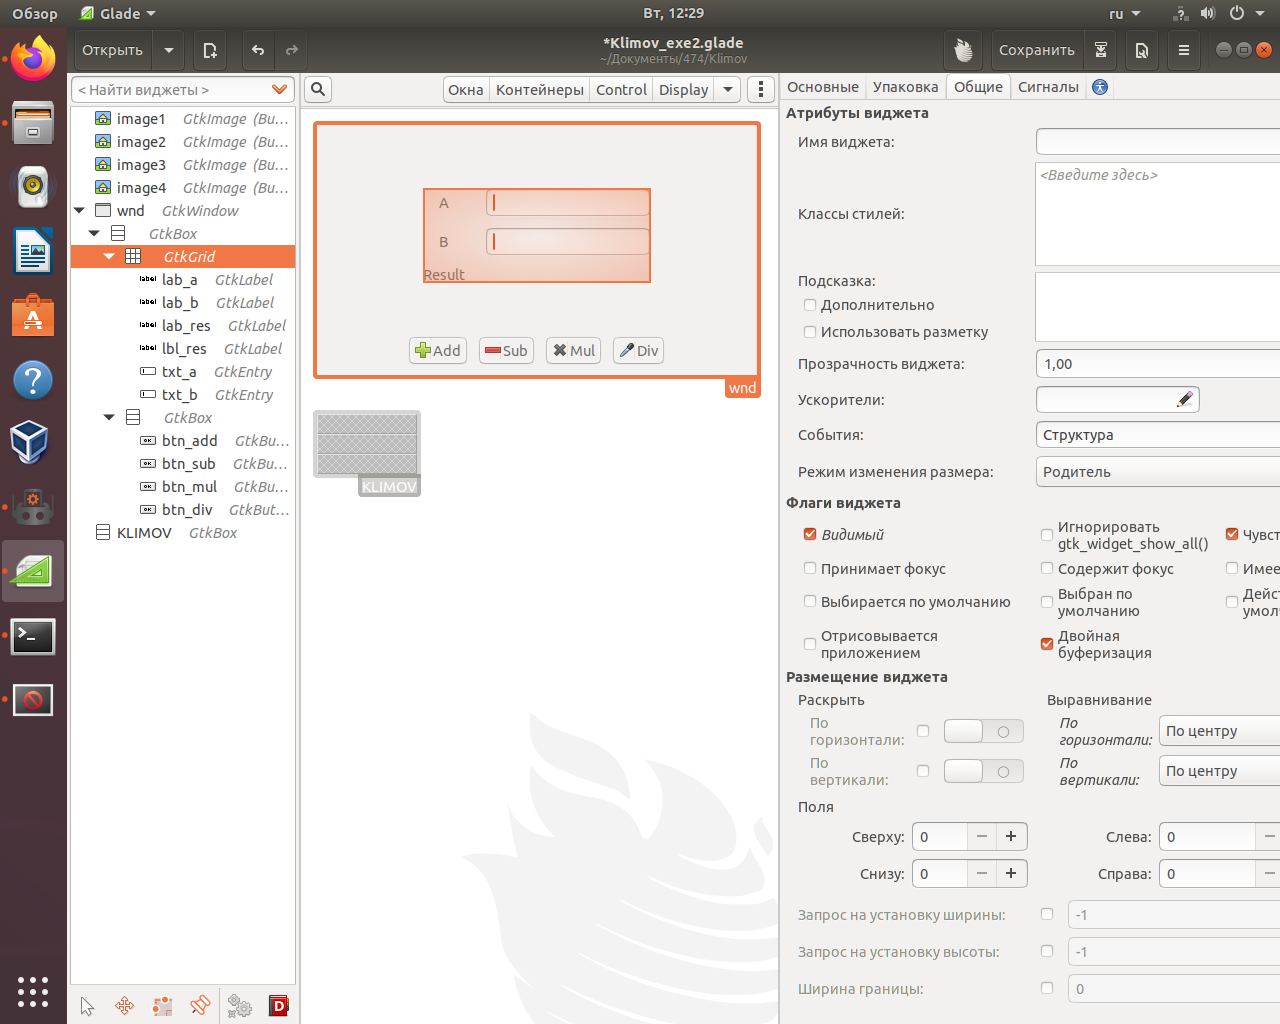 Обзор Glade Вт, 12:29 ru
Открыть *Klimov_exe2.glade Сохранить
~/Документы/474/Klimov
< Найти виджеты > Окна Контейнеры Control Display Основные Упаковка Общие Сигналы
image1 GtkImage (Bu...
image2 GtkImage (Bu...
image3 GtkImage (Bu...
image4 GtkImage (Bu...
wnd GtkWindow
GtkBox
GtkGrid
lab_a GtkLabel
lab_b GtkLabel
lab_res GtkLabel
lbl_res GtkLabel
txt_a GtkEntry
txt_b GtkEntry
GtkBox
btn_add GtkBu...
btn_sub GtkBu...
btn_mul GtkBu...
btn_div GtkBut...
KLIMOV GtkBox
A
B
Result
Add Sub Mul Div
wnd
KLIMOV
Атрибуты виджета
Имя виджета:
<Введите здесь>
Классы стилей:
Подсказка:
Дополнительно
Использовать разметку
Прозрачность виджета: 1,00
Ускорители:
События: Структура
Режим изменения размера: Родитель
Флаги виджета
Видимый Игнорировать Чувст
gtk_widget_show_all()
Принимает фокус Содержит фокус Имее
Выбирается по умолчанию Выбран по Дейс
умолчанию умолч
Отрисовывается Двойная
приложением буферизация
Размещение виджета
Раскрыть Выравнивание
По По
горизонтали: горизонтали: По центру
По По
вертикали: вертикали: По центру
Поля
Сверху: 0 Слева: 0
Снизу: 0 Справа: 0
Запрос на установку ширины: -1
Запрос на установку высоты: -1
Ширина границы: 0